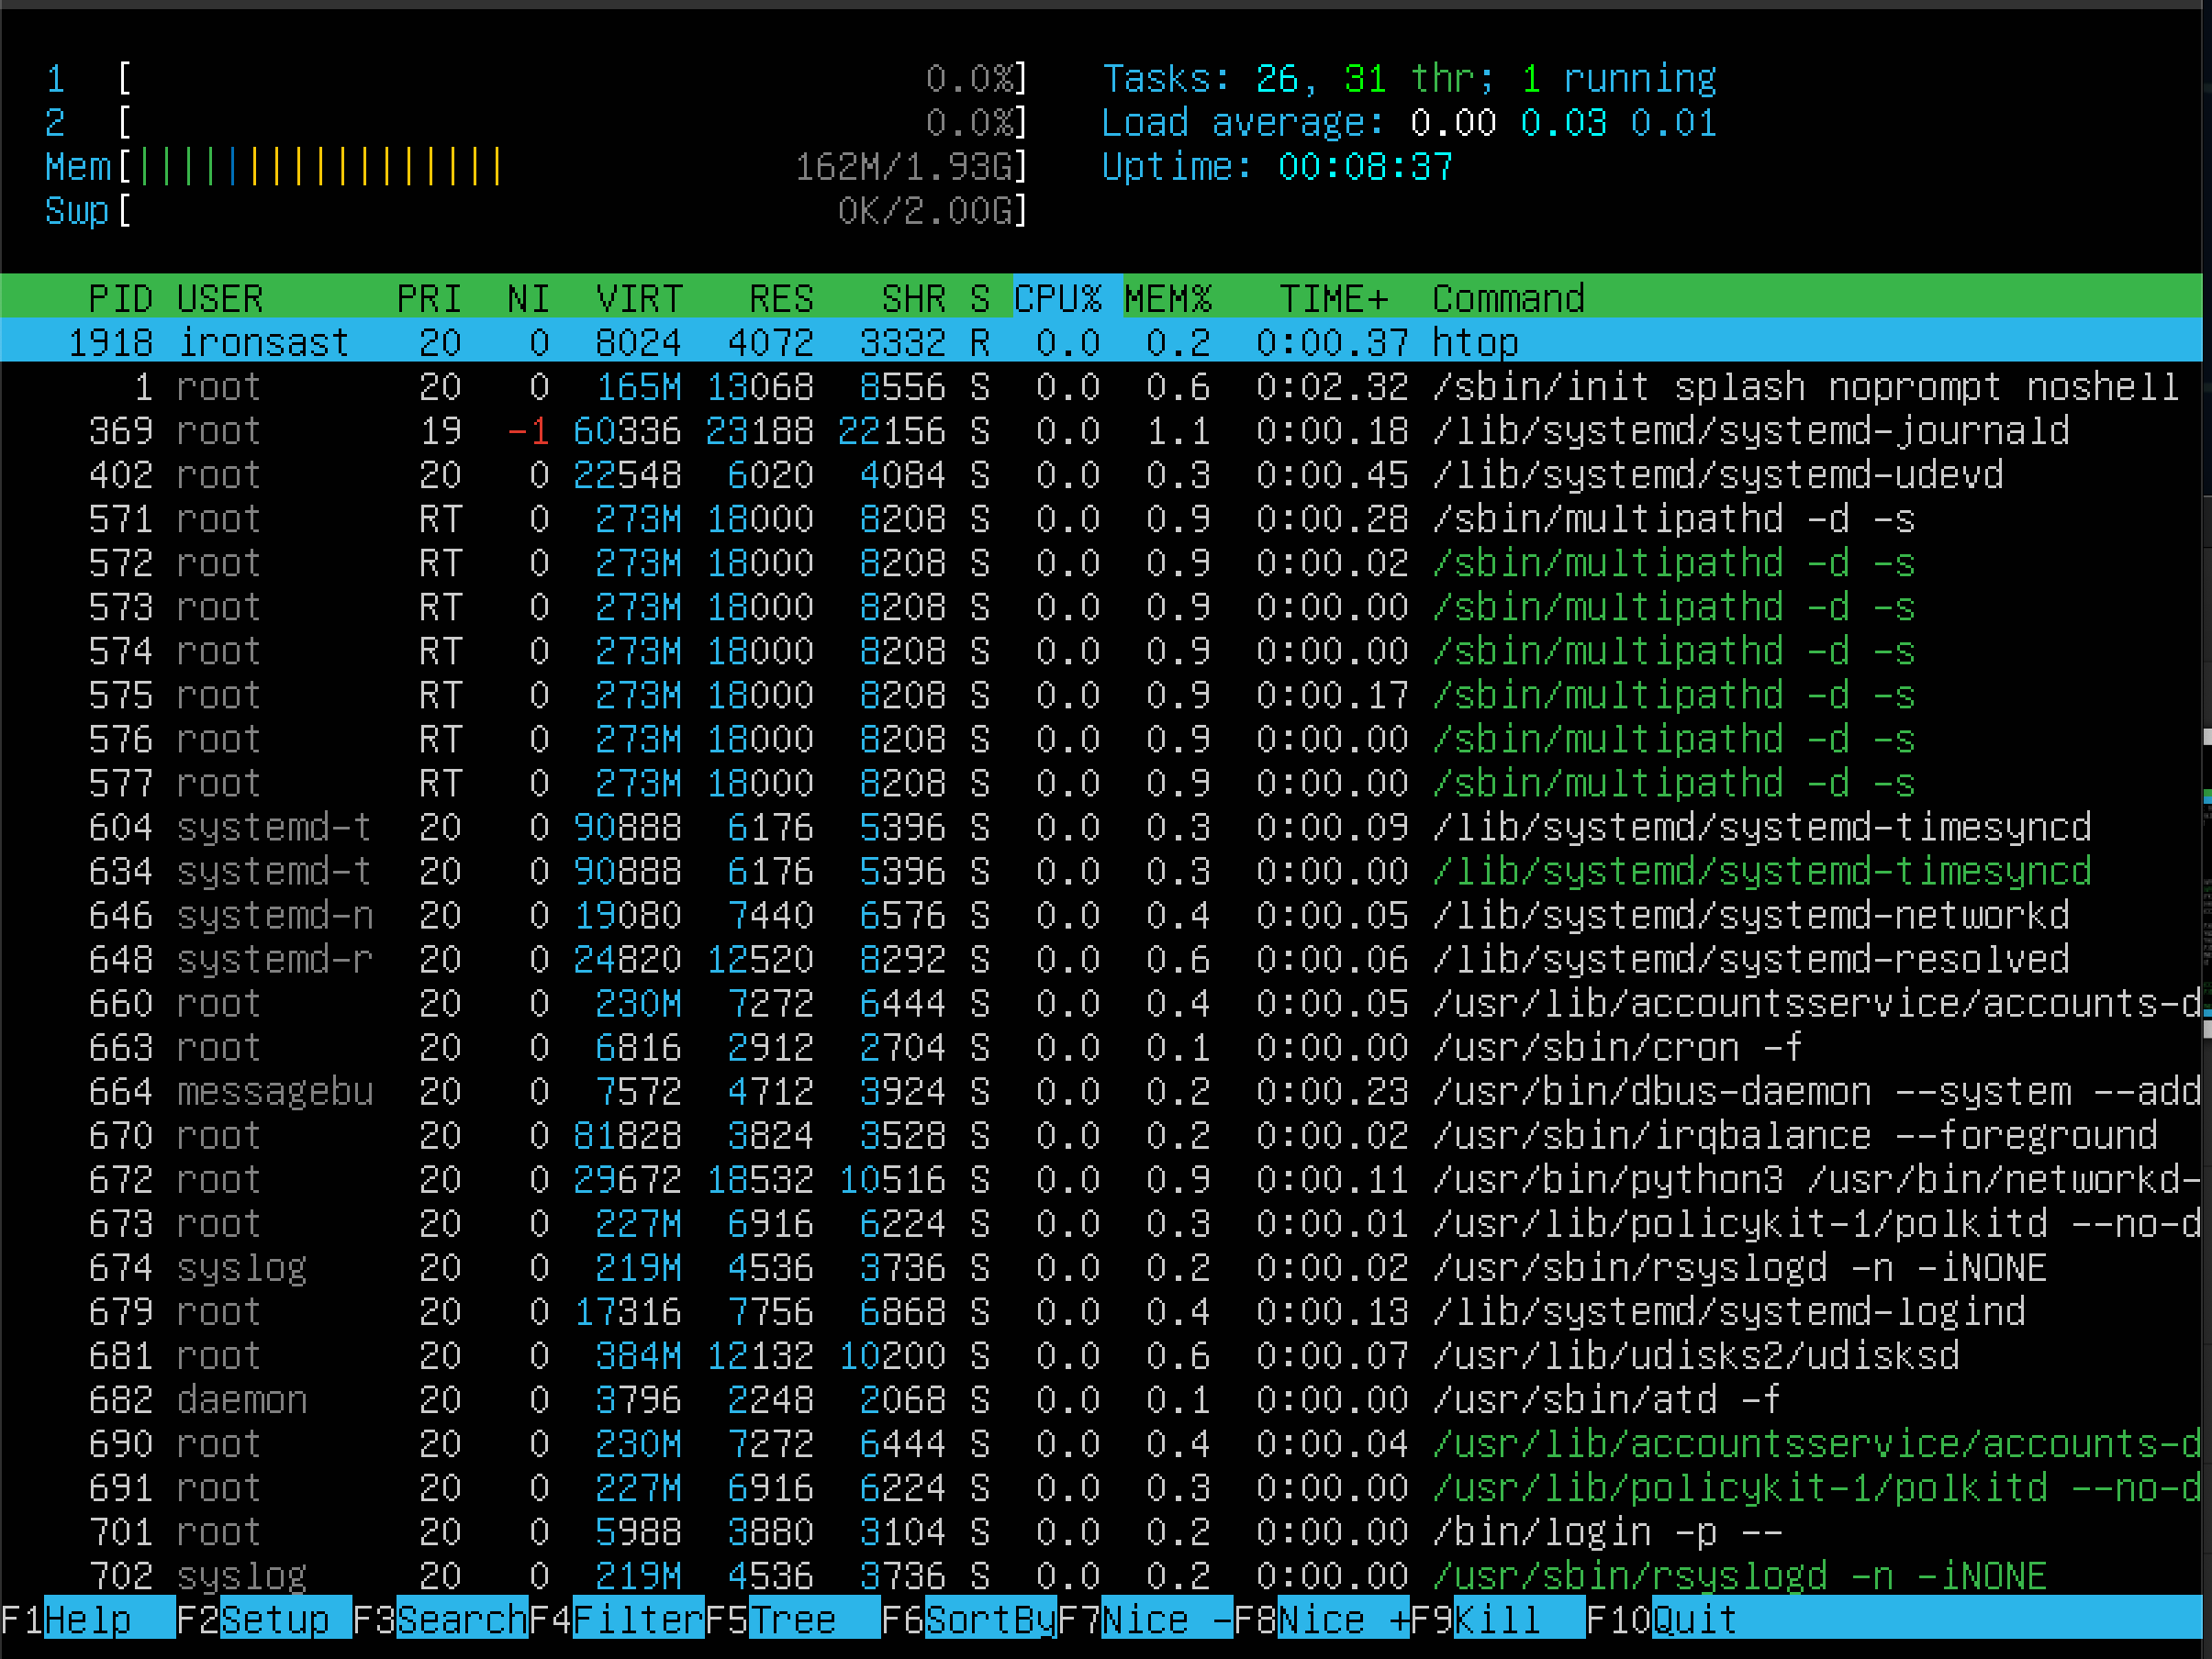 1 [ 0.0%] Tasks: 26, 31 thr; 1 running
2 [ 0.0%] Load average: 0.00 0.03 0.01
Mem[||||||||||||||||| 162M/1.93G] Uptime: 00:08:37
Swp[ 0K/2.00G]
PID USER PRI NI VIRT RES SHR S CPU% MEM% TIME+ Command
1918 ironsast 20 0 8024 4072 3332 R 0.0 0.2 0:00.37 htop
1 root 20 0 165M 13068 8556 S 0.0 0.6 0:02.32 /sbin/init splash noprompt noshell
369 root 19 -1 60336 23188 22156 S 0.0 1.1 0:00.18 /lib/systemd/systemd-journald
402 root 20 0 22548 6020 4084 S 0.0 0.3 0:00.45 /lib/systemd/systemd-udevd
571 root RT 0 273M 18000 8208 S 0.0 0.9 0:00.28 /sbin/multipathd -d -s
572 root RT 0 273M 18000 8208 S 0.0 0.9 0:00.02 /sbin/multipathd -d -s
573 root RT 0 273M 18000 8208 S 0.0 0.9 0:00.00 /sbin/multipathd -d -s
574 root RT 0 273M 18000 8208 S 0.0 0.9 0:00.00 /sbin/multipathd -d -s
575 root RT 0 273M 18000 8208 S 0.0 0.9 0:00.17 /sbin/multipathd -d -s
576 root RT 0 273M 18000 8208 S 0.0 0.9 0:00.00 /sbin/multipathd -d -s
577 root RT 0 273M 18000 8208 S 0.0 0.9 0:00.00 /sbin/multipathd -d -s
604 systemd-t 20 0 90888 6176 5396 S 0.0 0.3 0:00.09 /lib/systemd/systemd-timesyncd
634 systemd-t 20 0 90888 6176 5396 S 0.0 0.3 0:00.00 /lib/systemd/systemd-timesyncd
646 systemd-n 20 0 19080 7440 6576 S 0.0 0.4 0:00.05 /lib/systemd/systemd-networkd
648 systemd-r 20 0 24820 12520 8292 S 0.0 0.6 0:00.06 /lib/systemd/systemd-resolved
660 root 20 0 230M 7272 6444 S 0.0 0.4 0:00.05 /usr/lib/accountsservice/accounts-d
663 root 20 0 6816 2912 2704 S 0.0 0.1 0:00.00 /usr/sbin/cron -f
664 messagebu 20 0 7572 4712 3924 S 0.0 0.2 0:00.23 /usr/bin/dbus-daemon --system --add
670 root 20 0 81828 3824 3528 S 0.0 0.2 0:00.02 /usr/sbin/irqbalance --foreground
672 root 20 0 29672 18532 10516 S 0.0 0.9 0:00.11 /usr/bin/python3 /usr/bin/networkd-
673 root 20 0 227M 6916 6224 S 0.0 0.3 0:00.01 /usr/lib/policykit-1/polkitd --no-d
674 syslog 20 0 219M 4536 3736 S 0.0 0.2 0:00.02 /usr/sbin/rsyslogd -n -iNONE
679 root 20 0 17316 7756 6868 S 0.0 0.4 0:00.13 /lib/systemd/systemd-logind
681 root 20 0 384M 12132 10200 S 0.0 0.6 0:00.07 /usr/lib/udisks2/udisksd
682 daemon 20 0 3796 2248 2068 S 0.0 0.1 0:00.00 /usr/sbin/atd -f
690 root 20 0 230M 7272 6444 S 0.0 0.4 0:00.04 /usr/lib/accountsservice/accounts-d
691 root 20 0 227M 6916 6224 S 0.0 0.3 0:00.00 /usr/lib/policykit-1/polkitd --no-d
701 root 20 0 5988 3880 3104 S 0.0 0.2 0:00.00 /bin/login -p --
702 syslog 20 0 219M 4536 3736 S 0.0 0.2 0:00.00 /usr/sbin/rsyslogd -n -iNONE
F1Help F2Setup F3SearchF4FilterF5Tree F6SortByF7Nice -F8Nice +F9Kill F10Quit